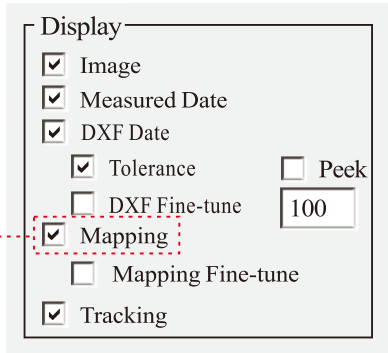 Display
Image
Measured Date
DXF Date
Tolerance Peek
DXF Fine-tune 100
Mapping
Mapping Fine-tune
Tracking